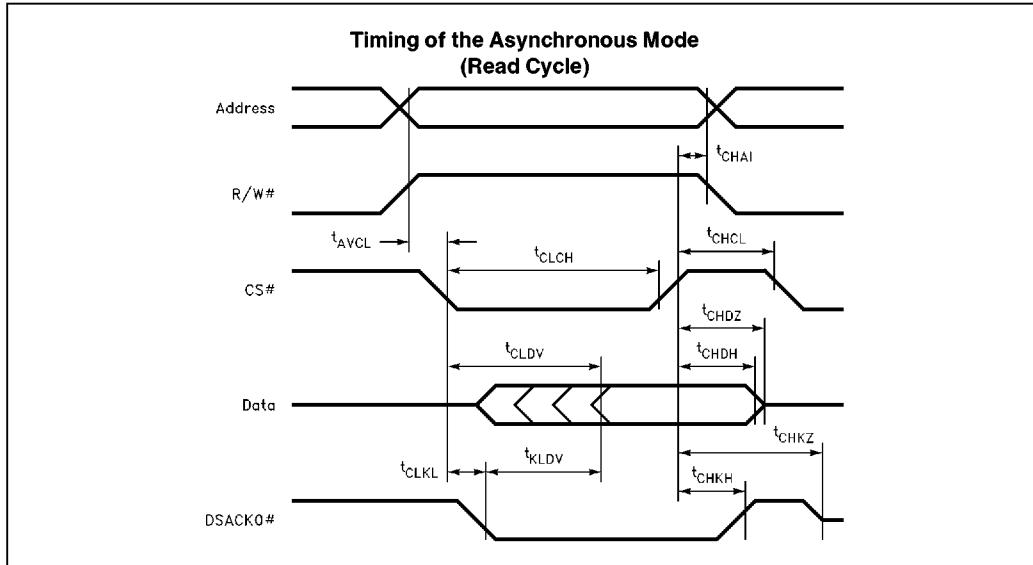 Timing of the Asynchronous Mode
(Read Cycle)
Address
tCHAI
R/W#
tAVCL
tCLCH
tCHCL
CS#
tCHDZ
tCLDV
tCHDH
Data
tCHKZ
tCLKL
tKLDV
tCHKH
DSACK0#